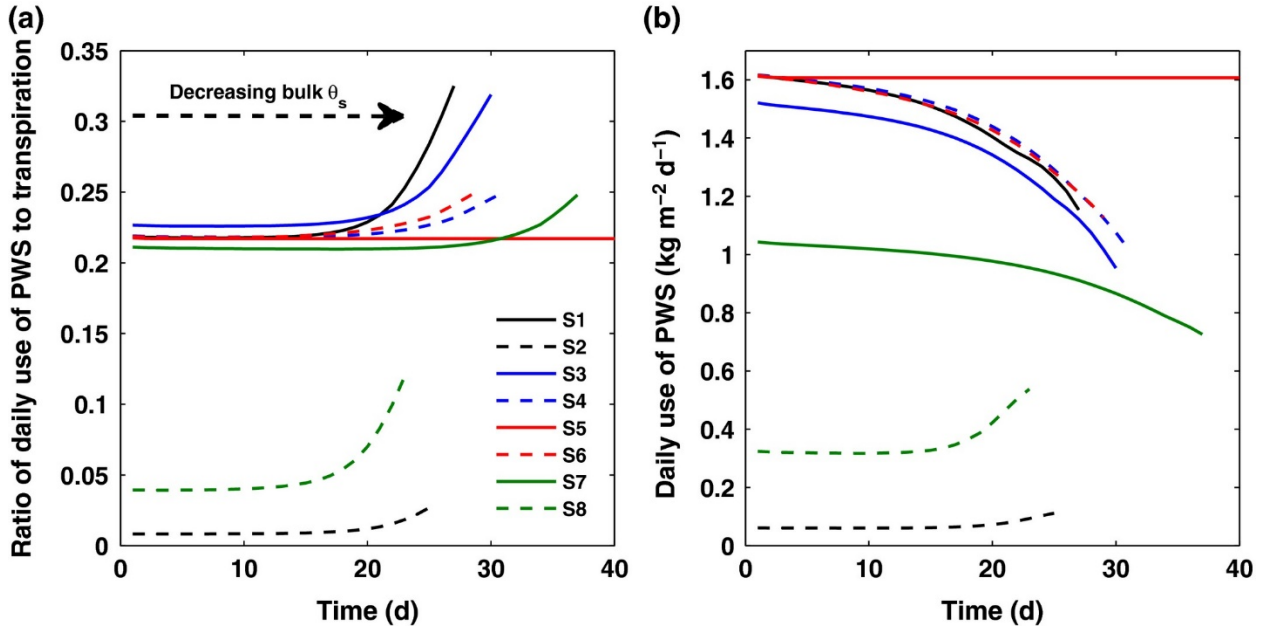 (a)
Ratio of daily use of PWS to transpiration
0.35
0.3
0.25
0.2
0.15
0.1
0.05
0
Decreasing bulk θs
S1
S2
S3
S4
S5
S6
S7
S8
0
10
20
30
40
Time (d)
(b)
Daily use of PWS (kg m−2 d−1)
1.6
1.4
1.2
1
0.8
0.6
0.4
0.2
0
0
10
20
30
40
Time (d)